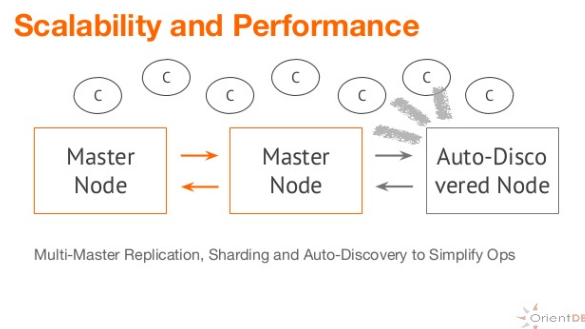 Scalability and Performance
C C C C C C C
Master
Node
Master
Node
Auto-Disco
vered Node
Multi-Master Replication, Sharding and Auto-Discovery to Simplify Ops
OrientDB